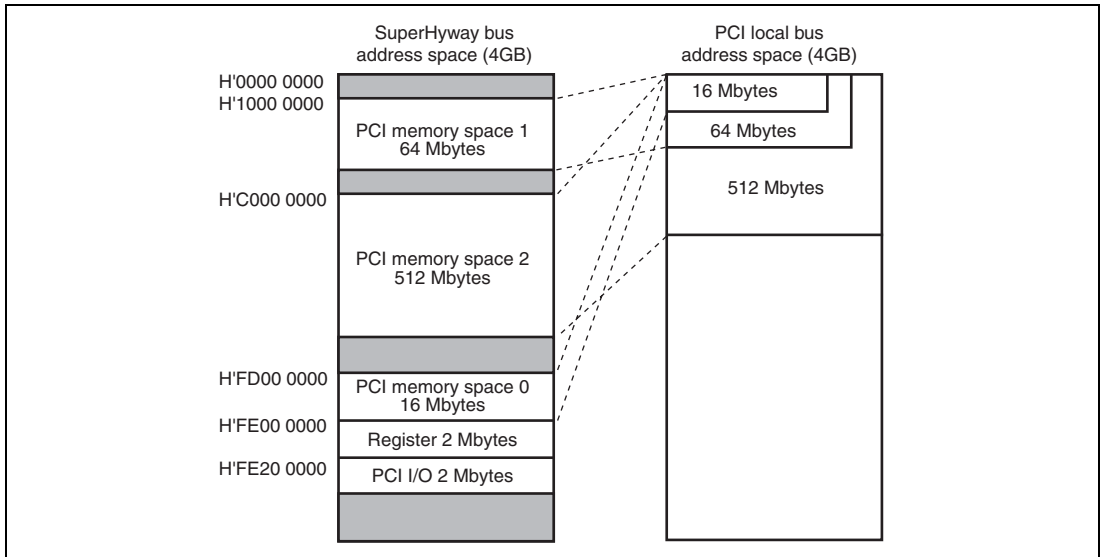 SuperHyway bus
address space (4GB)
PCI local bus
address space (4GB)
H'0000 0000
H'1000 0000
PCI memory space 1
64 Mbytes
H'C000 0000
PCI memory space 2
512 Mbytes
H'FD00 0000
PCI memory space 0
16 Mbytes
H'FE00 0000
Register 2 Mbytes
H'FE20 0000
PCI I/O 2 Mbytes
16 Mbytes
64 Mbytes
512 Mbytes